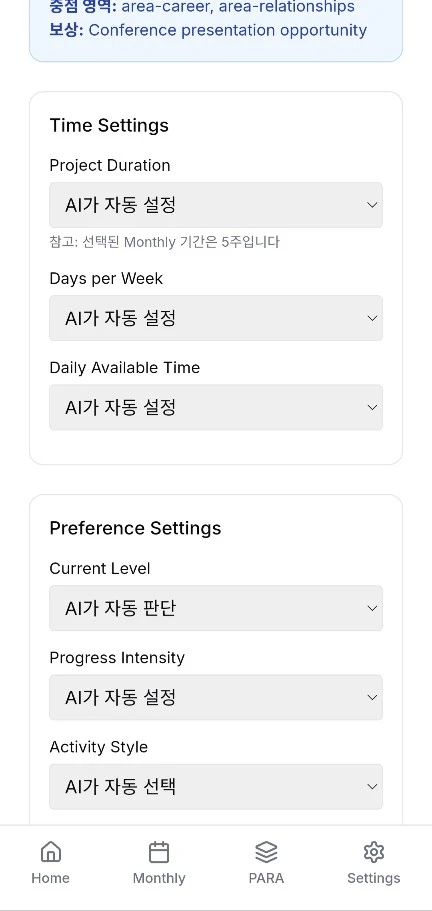 중점 영역: area-career, area-relationships
보상: Conference presentation opportunity
Time Settings
Project Duration
AI가 자동 설정
참고: 선택된 Monthly 기간은 5주입니다
Days per Week
AI가 자동 설정
Daily Available Time
AI가 자동 설정
Preference Settings
Current Level
AI가 자동 판단
Progress Intensity
AI가 자동 설정
Activity Style
AI가 자동 선택
Home Monthly PARA Settings